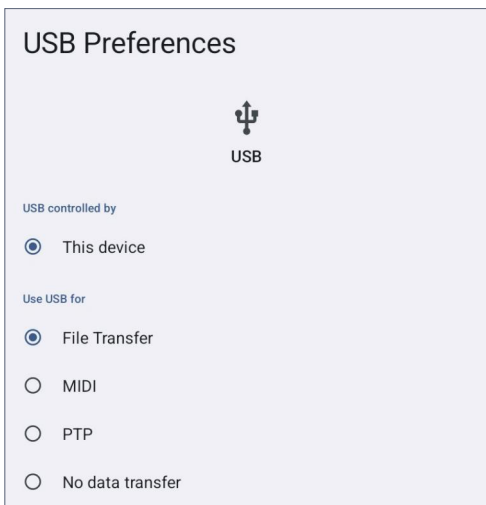 USB Preferences
USB
USB controlled by
This device
Use USB for
File Transfer
MIDI
PTP
No data transfer